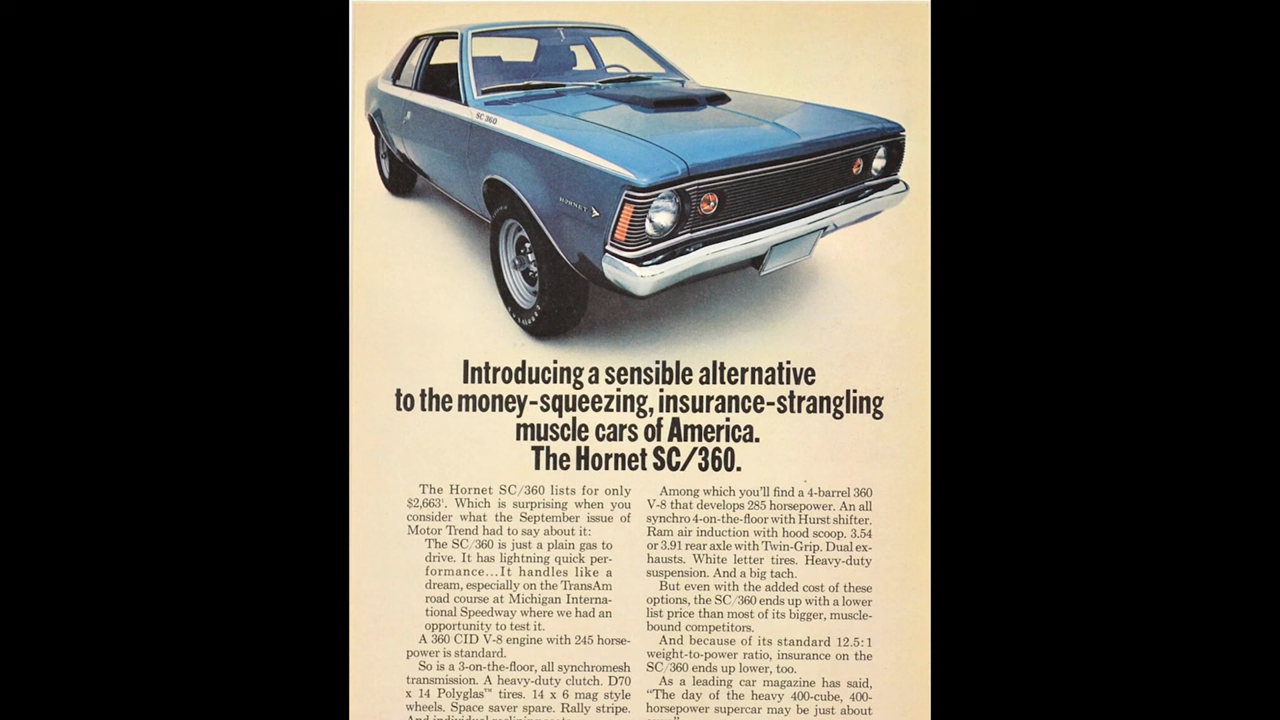 SC/360
HORNET
Introducing a sensible alternative
to the money-squeezing, insurance-strangling
muscle cars of America.
The Hornet SC/360.
The Hornet SC/360 lists for only
$2,663¹. Which is surprising when you
consider what the September issue of
Motor Trend had to say about it:
The SC/360 is just a plain gas to
drive. It has lightning quick per-
formance...It handles like a
dream, especially on the TransAm
road course at Michigan Interna-
tional Speedway where we had an
opportunity to test it.
A 360 CID V-8 engine with 245 horse-
power is standard.
So is a 3-on-the-floor, all synchromesh
transmission. A heavy-duty clutch. D70
x 14 Polyglas™ tires. 14 x 6 mag style
wheels. Space saver spare. Rally stripe.
And individual reclining seats.
Among which you'll find a 4-barrel 360
V-8 that develops 285 horsepower. An all
synchro 4-on-the-floor with Hurst shifter.
Ram air induction with hood scoop. 3.54
or 3.91 rear axle with Twin-Grip. Dual ex-
hausts. White letter tires. Heavy-duty
suspension. And a big tach.
But even with the added cost of these
options, the SC/360 ends up with a lower
list price than most of its bigger, muscle-
bound competitors.
And because of its standard 12.5:1
weight-to-power ratio, insurance on the
SC/360 ends up lower, too.
As a leading car magazine has said,
"The day of the heavy 400-cube, 400-
horsepower supercar may be just about